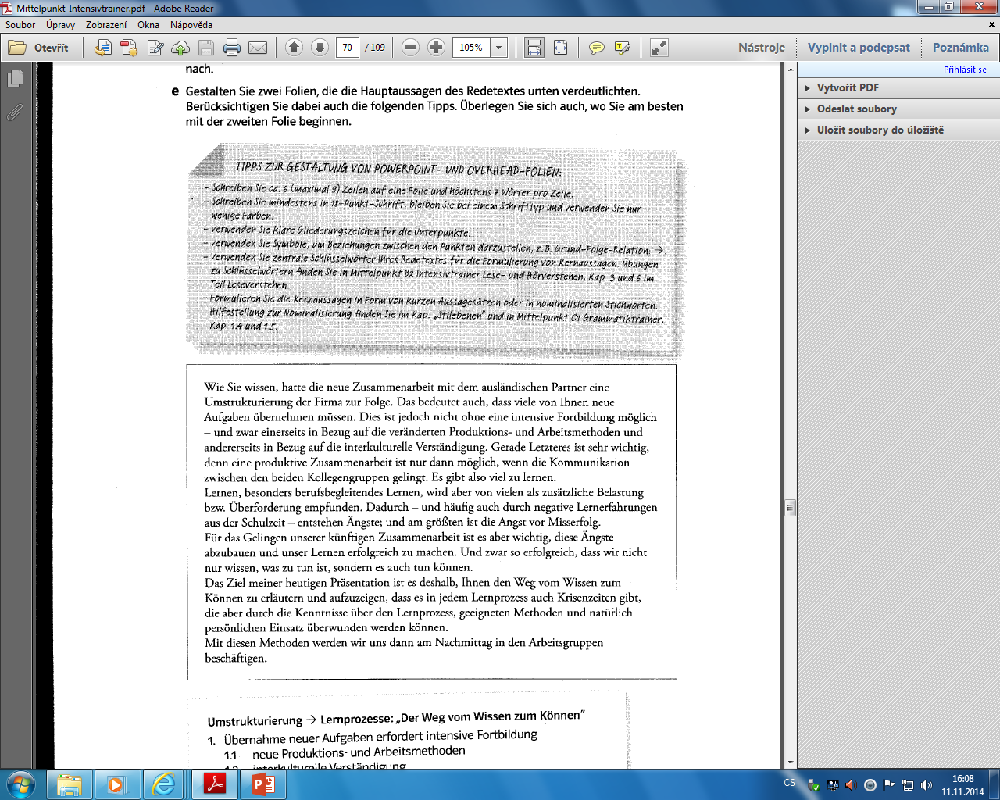 Mittelpunkt_Intensivtrainer.pdf - Adobe Reader
Soubor Úpravy Zobrazení Okna Nápověda
Otevřít 70 / 109 105% Nástroje Vyplnit a podepsat Poznámka
Přihlásit se
Vytvořit PDF
Odeslat soubory
Uložit soubory do úložiště
nach.
e Gestalten Sie zwei Folien, die die Hauptaussagen des Redetextes unten verdeutlichten.
Berücksichtigen Sie dabei auch die folgenden Tipps. Überlegen Sie sich auch, wo Sie am besten
mit der zweiten Folie beginnen.
TIPPS ZUR GESTALTUNG VON POWERPOINT- UND OVERHEAD-FOLIEN:
– Schreiben Sie ca. 6 (maximal 9) Zeilen auf eine Folie und höchstens 7 Wörter pro Zeile.
– Schreiben Sie mindestens in 18-Punkt-Schrift, bleiben Sie bei einem Schrifttyp und verwenden Sie nur
wenige Farben.
– Verwenden Sie klare Gliederungszeichen für die Unterpunkte.
– Verwenden Sie Symbole, um Beziehungen zwischen den Punkten darzustellen, z.B. Grund-Folge-Relation: →
– Verwenden Sie zentrale Schlüsselwörter Ihres Redetextes für die Formulierung von Kernaussagen. Übungen
zu Schlüsselwörtern finden Sie in Mittelpunkt B2 Intensivtrainer Lese- und Hörverstehen, Kap. 3 und 6 im
Teil Leseverstehen.
– Formulieren Sie die Kernaussagen in Form von kurzen Aussagesätzen oder in nominalisierten Stichworten.
Hilfestellung zur Nominalisierung finden Sie im Kap. „Stilebenen" und in Mittelpunkt C1 Grammatiktrainer,
Kap. 1.4 und 1.5.
Wie Sie wissen, hatte die neue Zusammenarbeit mit dem ausländischen Partner eine
Umstrukturierung der Firma zur Folge. Das bedeutet auch, dass viele von Ihnen neue
Aufgaben übernehmen müssen. Dies ist jedoch nicht ohne eine intensive Fortbildung möglich
– und zwar einerseits in Bezug auf die veränderten Produktions- und Arbeitsmethoden und
andererseits in Bezug auf die interkulturelle Verständigung. Gerade Letzteres ist sehr wichtig,
denn eine produktive Zusammenarbeit ist nur dann möglich, wenn die Kommunikation
zwischen den beiden Kollegengruppen gelingt. Es gibt also viel zu lernen.
Lernen, besonders berufsbegleitendes Lernen, wird aber von vielen als zusätzliche Belastung
bzw. Überforderung empfunden. Dadurch – und häufig auch durch negative Lernerfahrungen
aus der Schulzeit – entstehen Ängste; und am größten ist die Angst vor Misserfolg.
Für das Gelingen unserer künftigen Zusammenarbeit ist es aber wichtig, diese Ängste
abzubauen und unser Lernen erfolgreich zu machen. Und zwar so erfolgreich, dass wir nicht
nur wissen, was zu tun ist, sondern es auch tun können.
Das Ziel meiner heutigen Präsentation ist es deshalb, Ihnen den Weg vom Wissen zum
Können zu erläutern und aufzuzeigen, dass es in jedem Lernprozess auch Krisenzeiten gibt,
die aber durch die Kenntnisse über den Lernprozess, geeigneten Methoden und natürlich
persönlichen Einsatz überwunden werden können.
Mit diesen Methoden werden wir uns dann am Nachmittag in den Arbeitsgruppen
beschäftigen.
Umstrukturierung → Lernprozesse: „Der Weg vom Wissen zum Können"
1. Übernahme neuer Aufgaben erfordert intensive Fortbildung
1.1 neue Produktions- und Arbeitsmethoden
1.2 interkulturelle Verständigung
CS 16:08
11.11.2014